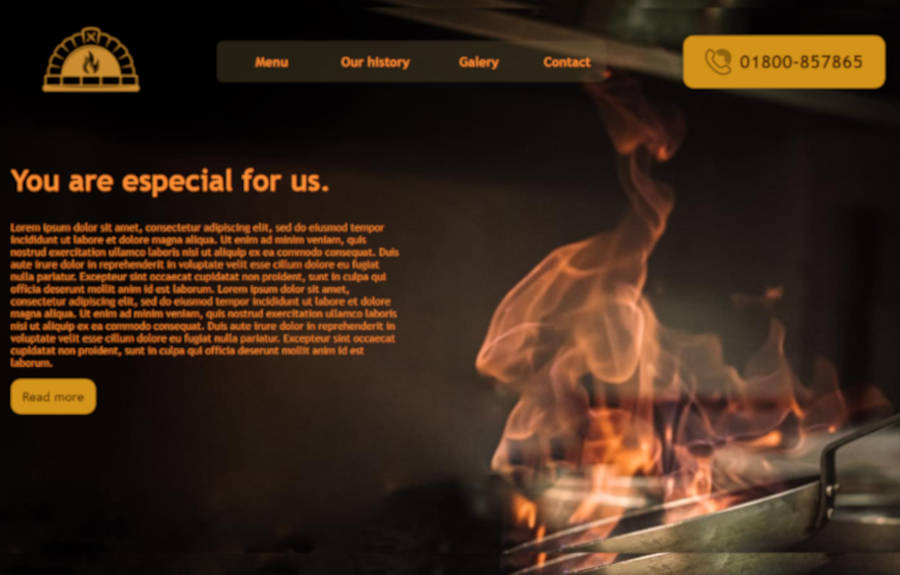 Menu Our history Galery Contact 01800-857865
You are especial for us.
Lorem ipsum dolor sit amet, consectetur adipiscing elit, sed do eiusmod tempor
incididunt ut labore et dolore magna aliqua. Ut enim ad minim veniam, quis
nostrud exercitation ullamco laboris nisi ut aliquip ex ea commodo consequat. Duis
aute irure dolor in reprehenderit in voluptate velit esse cillum dolore eu fugiat
nulla pariatur. Excepteur sint occaecat cupidatat non proident, sunt in culpa qui
officia deserunt mollit anim id est laborum. Lorem ipsum dolor sit amet,
consectetur adipiscing elit, sed do eiusmod tempor incididunt ut labore et dolore
magna aliqua. Ut enim ad minim veniam, quis nostrud exercitation ullamco laboris
nisi ut aliquip ex ea commodo consequat. Duis aute irure dolor in reprehenderit in
voluptate velit esse cillum dolore eu fugiat nulla pariatur. Excepteur sint occaecat
cupidatat non proident, sunt in culpa qui officia deserunt mollit anim id est
laborum.
Read more